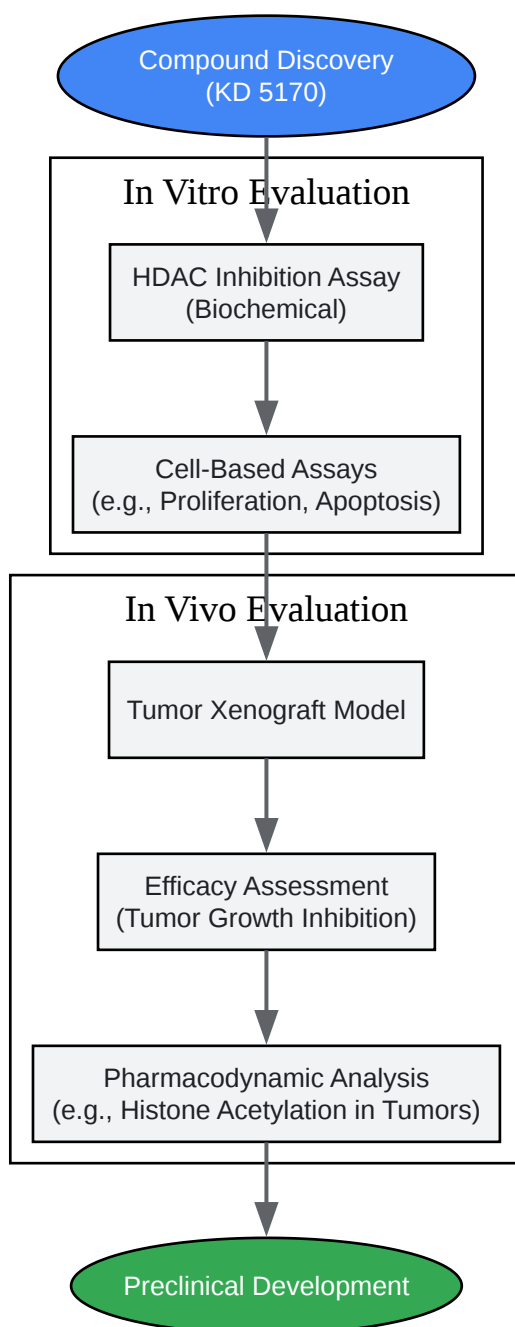 Compound Discovery
(KD 5170)
In Vitro Evaluation
HDAC Inhibition Assay
(Biochemical)
Cell-Based Assays
(e.g., Proliferation, Apoptosis)
In Vivo Evaluation
Tumor Xenograft Model
Efficacy Assessment
(Tumor Growth Inhibition)
Pharmacodynamic Analysis
(e.g., Histone Acetylation in Tumors)
Preclinical Development